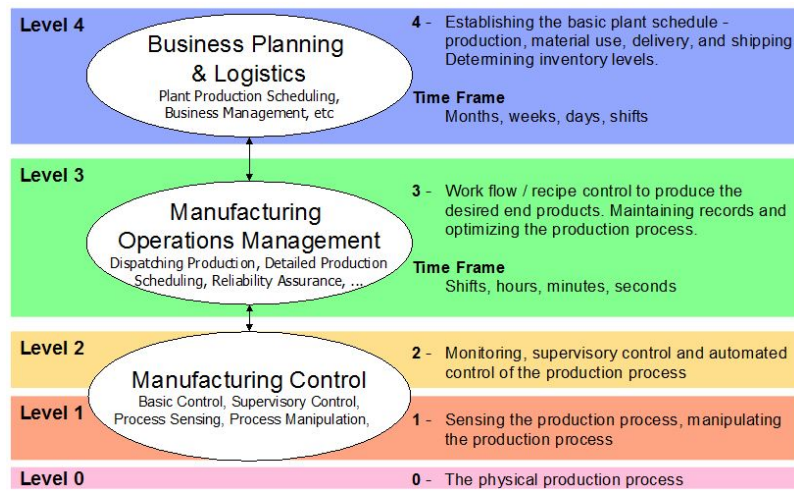 Level 4
Business Planning
& Logistics
Plant Production Scheduling,
Business Management, etc
4 - Establishing the basic plant schedule -
production, material use, delivery, and shipping.
Determining inventory levels.
Time Frame
Months, weeks, days, shifts
Level 3
Manufacturing
Operations Management
Dispatching Production, Detailed Production
Scheduling, Reliability Assurance, ...
3 - Work flow / recipe control to produce the
desired end products. Maintaining records and
optimizing the production process.
Time Frame
Shifts, hours, minutes, seconds
Level 2
Manufacturing Control
Basic Control, Supervisory Control,
Process Sensing, Process Manipulation,
2 - Monitoring, supervisory control and automated
control of the production process
Level 1
1 - Sensing the production process, manipulating
the production process
Level 0
0 - The physical production process